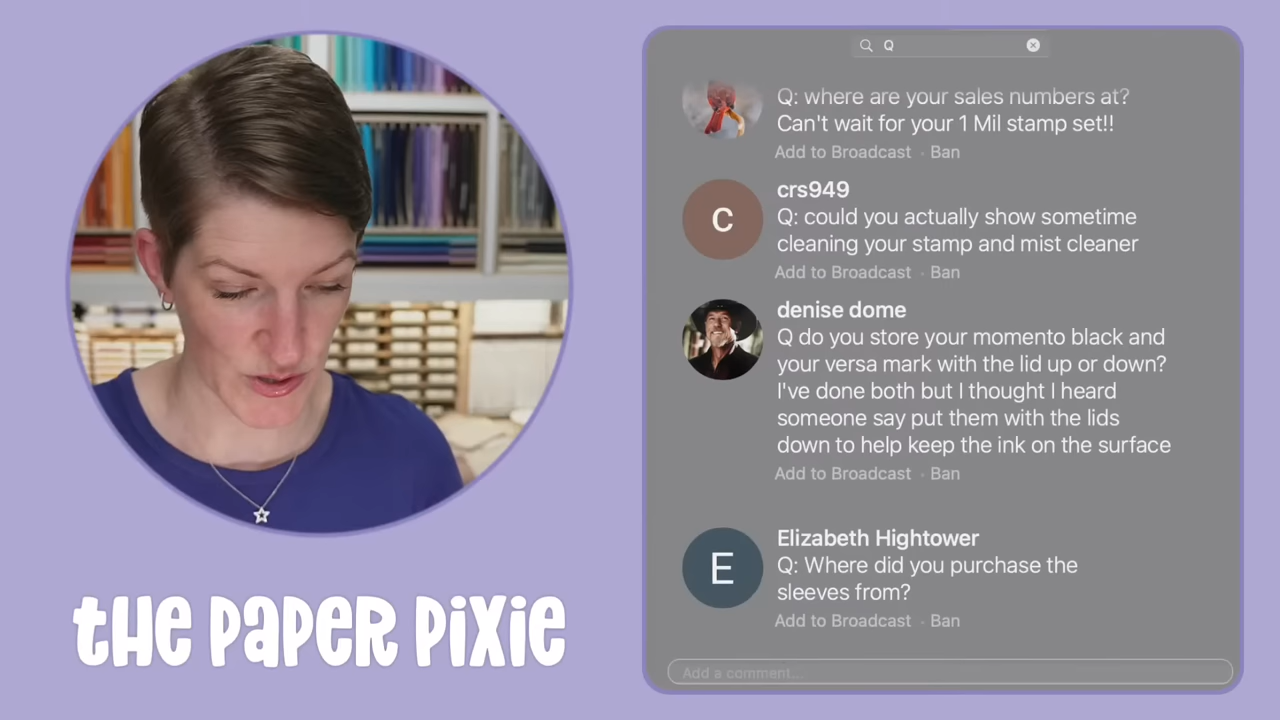 Q
Q: where are your sales numbers at?
Can't wait for your 1 Mil stamp set!!
Add to Broadcast · Ban
C
crs949
Q: could you actually show sometime
cleaning your stamp and mist cleaner
Add to Broadcast · Ban
denise dome
Q do you store your momento black and
your versa mark with the lid up or down?
I've done both but I thought I heard
someone say put them with the lids
down to help keep the ink on the surface
Add to Broadcast · Ban
E
Elizabeth Hightower
Q: Where did you purchase the
sleeves from?
Add to Broadcast · Ban
Add a comment...
the paper pixie